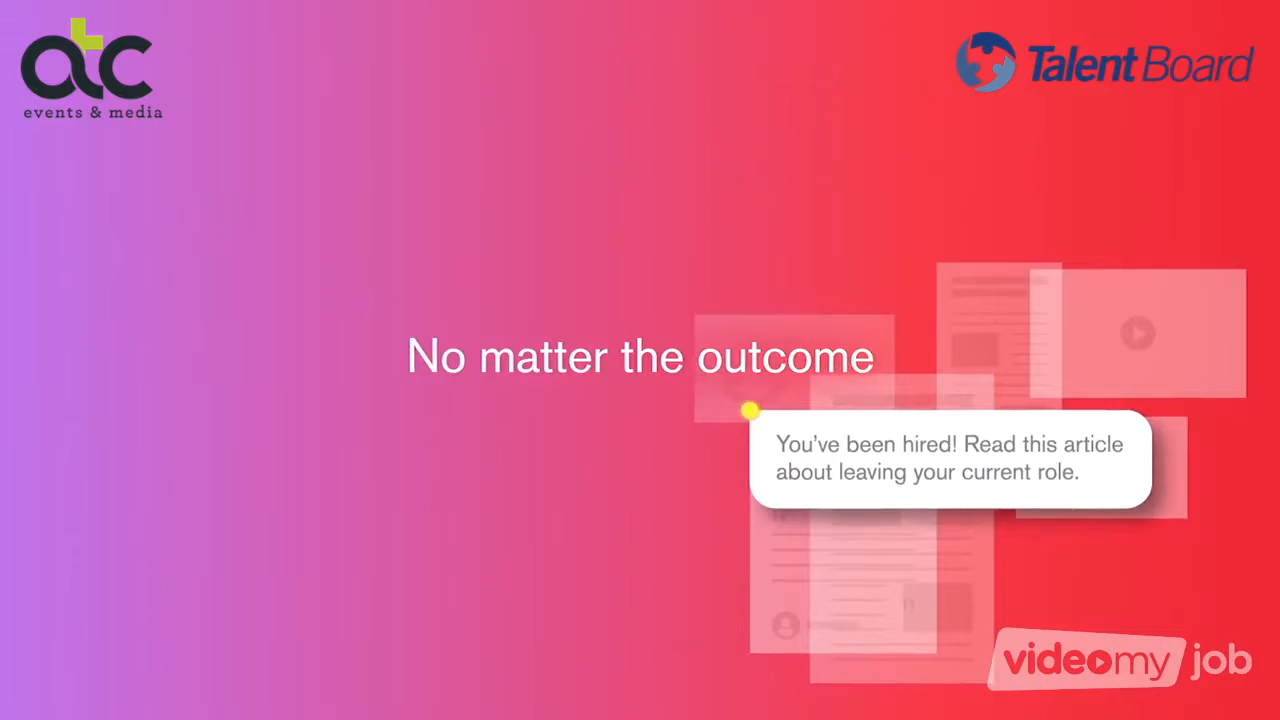 atc
events & media
Talent Board
No matter the outcome
You've been hired! Read this article
about leaving your current role.
videomyjob